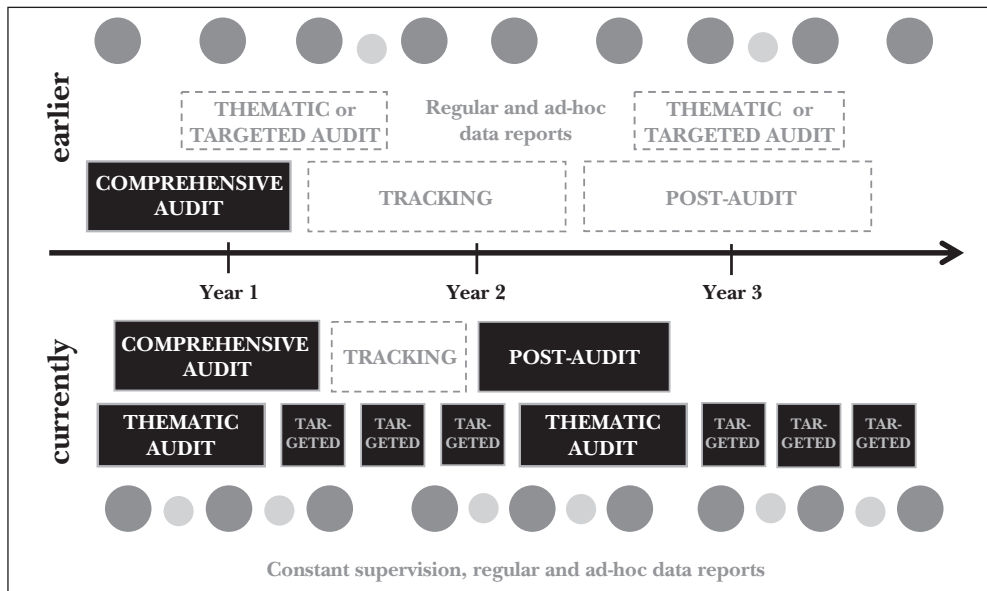 earlier
THEMATIC or
TARGETED AUDIT
Regular and ad-hoc
data reports
THEMATIC or
TARGETED AUDIT
COMPREHENSIVE
AUDIT
TRACKING
POST-AUDIT
Year 1
Year 2
Year 3
currently
COMPREHENSIVE
AUDIT
TRACKING
POST-AUDIT
THEMATIC
AUDIT
TAR-
GETED
TAR-
GETED
TAR-
GETED
THEMATIC
AUDIT
TAR-
GETED
TAR-
GETED
TAR-
GETED
Constant supervision, regular and ad-hoc data reports